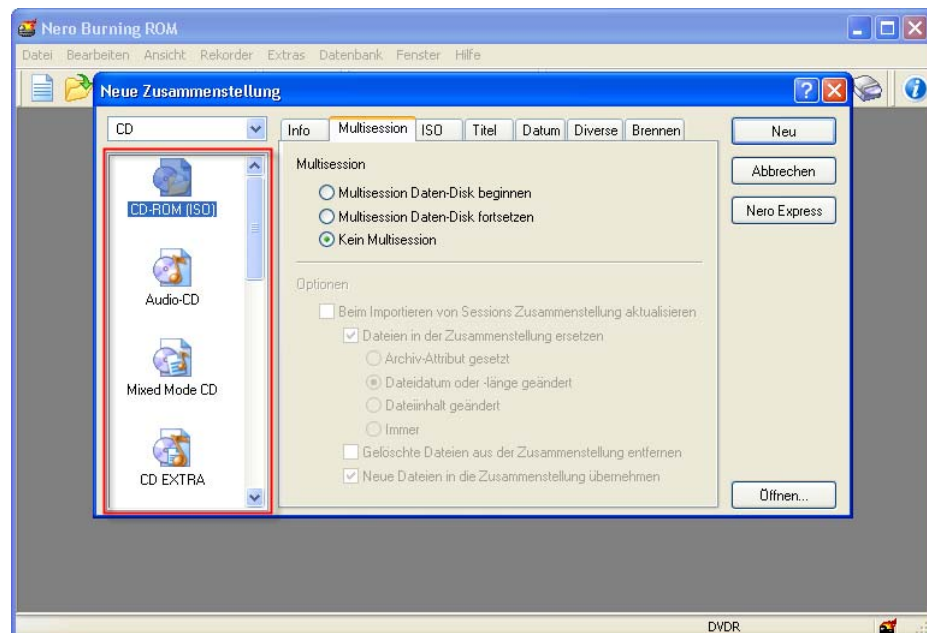 Nero Burning ROM
Datei Bearbeiten Ansicht Rekorder Extras Datenbank Fenster Hilfe
Neue Zusammenstellung
CD
CD-ROM (ISO)
Audio-CD
Mixed Mode CD
CD EXTRA
Info Multisession ISO Titel Datum Diverse Brennen
Multisession
Multisession Daten-Disk beginnen
Multisession Daten-Disk fortsetzen
Kein Multisession
Optionen
Beim Importieren von Sessions Zusammenstellung aktualisieren
Dateien in der Zusammenstellung ersetzen
Archiv-Attribut gesetzt
Dateidatum oder -länge geändert
Dateiinhalt geändert
Immer
Gelöschte Dateien aus der Zusammenstellung entfernen
Neue Dateien in die Zusammenstellung übernehmen
Neu
Abbrechen
Nero Express
Öffnen...
DVDR